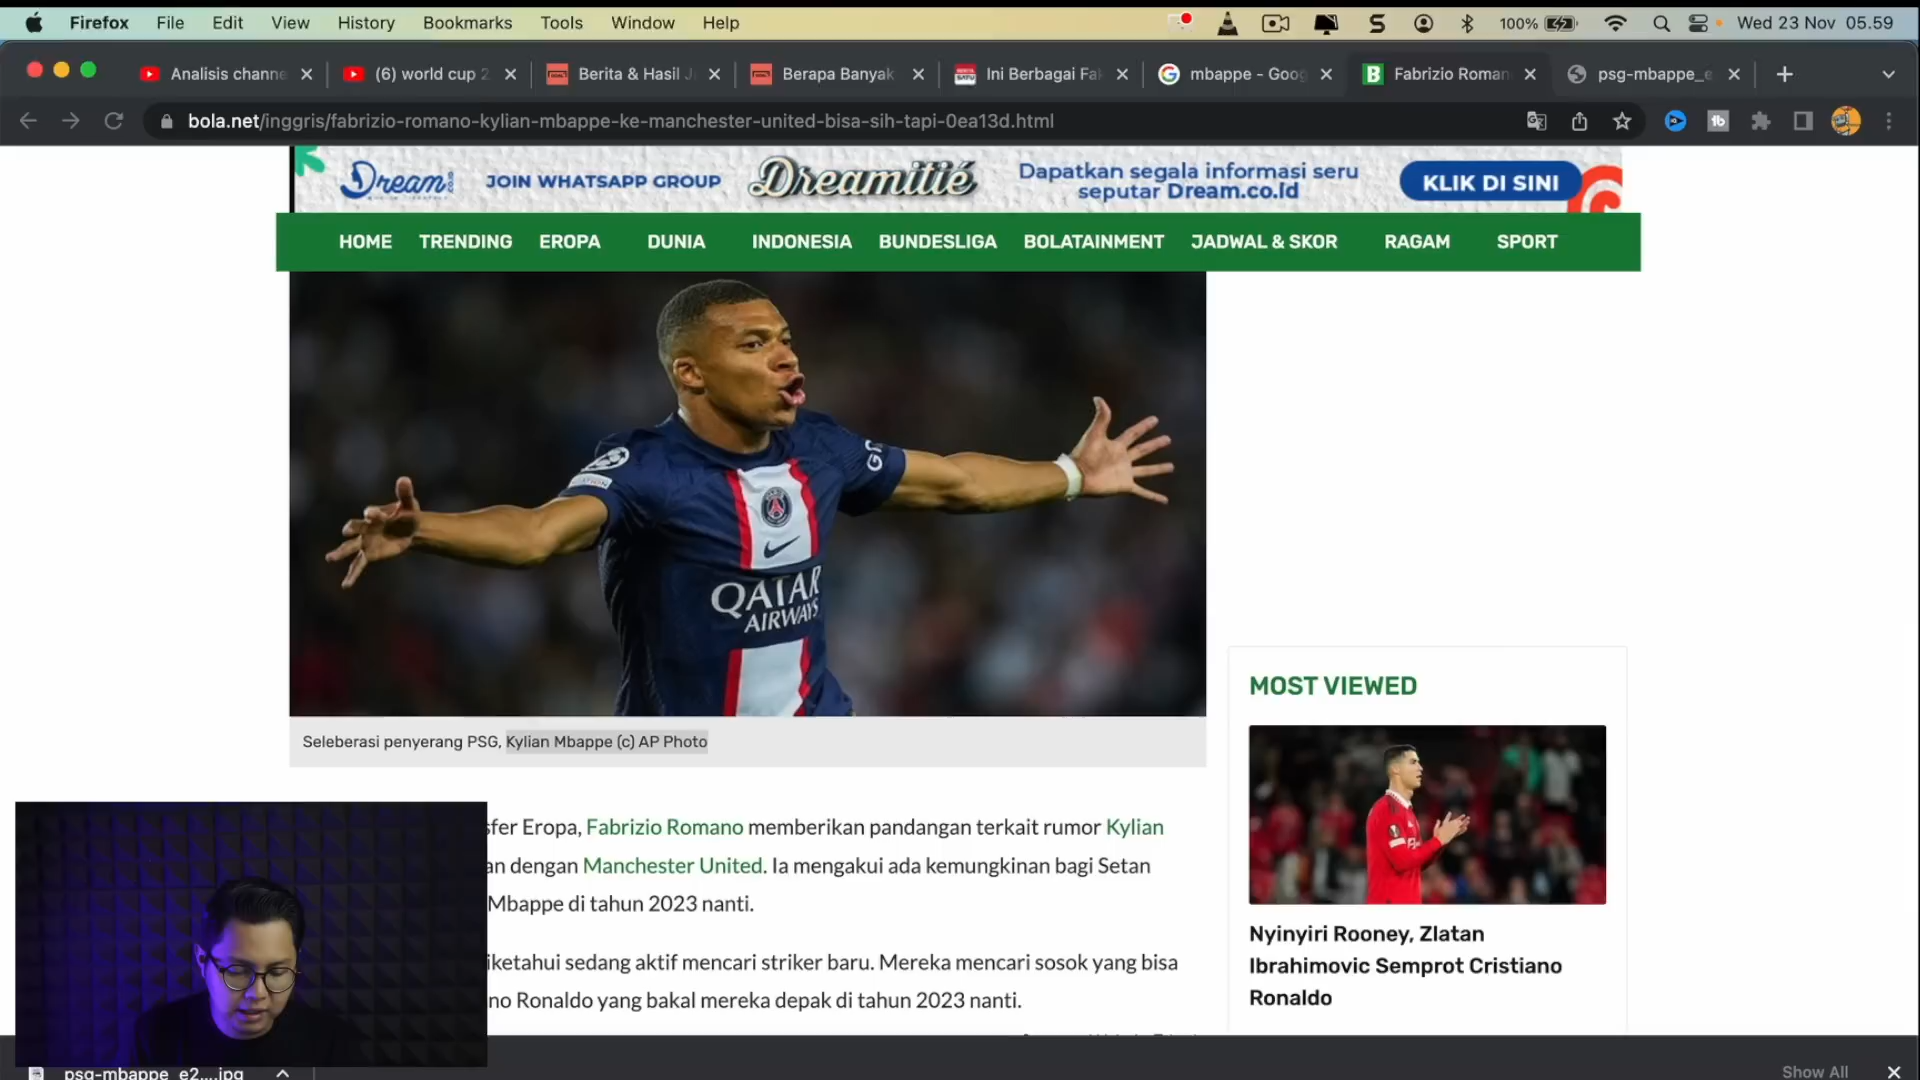 Firefox File Edit View History Bookmarks Tools Window Help
100% Wed 23 Nov 05.59
Analisis channe
(6) world cup 2
Berita & Hasil J
Berapa Banyak
Ini Berbagai Fak
mbappe - Goog
Fabrizio Roman
psg-mbappe_e
bola.net/inggris/fabrizio-romano-kylian-mbappe-ke-manchester-united-bisa-sih-tapi-0ea13d.html
Dream.co.id
JOIN WHATSAPP GROUP
Dreamitié
Dapatkan segala informasi seru
seputar Dream.co.id
KLIK DI SINI
HOME TRENDING EROPA DUNIA INDONESIA BUNDESLIGA BOLATAINMENT JADWAL & SKOR RAGAM SPORT
QATAR
AIRWAYS
Seleberasi penyerang PSG, Kylian Mbappe (c) AP Photo
sfer Eropa, Fabrizio Romano memberikan pandangan terkait rumor Kylian
an dengan Manchester United. Ia mengakui ada kemungkinan bagi Setan
Mbappe di tahun 2023 nanti.
iketahui sedang aktif mencari striker baru. Mereka mencari sosok yang bisa
no Ronaldo yang bakal mereka depak di tahun 2023 nanti.
MOST VIEWED
Nyinyiri Rooney, Zlatan
Ibrahimovic Semprot Cristiano
Ronaldo
psg-mbappe_e2....jpg
Show All